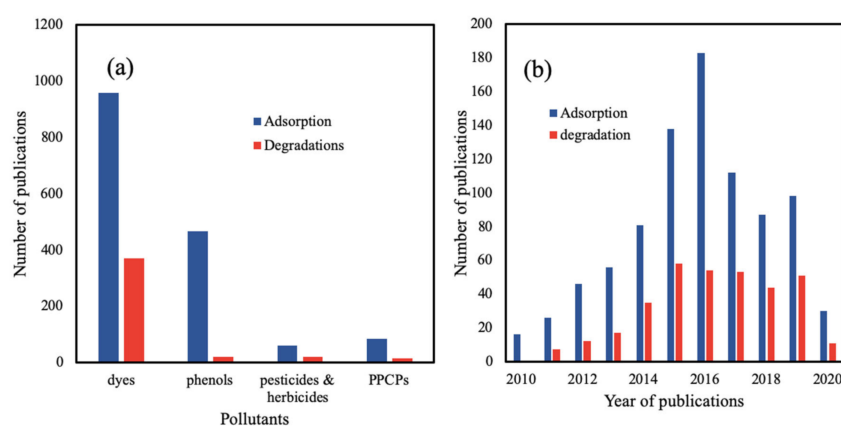 1200
1000
800
600
400
200
0
Number of publications
(a)
Adsorption
Degradations
dyes
phenols
pesticides &
herbicides
PPCPs
Pollutants
200
180
160
140
120
100
80
60
40
20
0
Number of publications
(b)
Adsorption
degradation
2010
2012
2014
2016
2018
2020
Year of publications